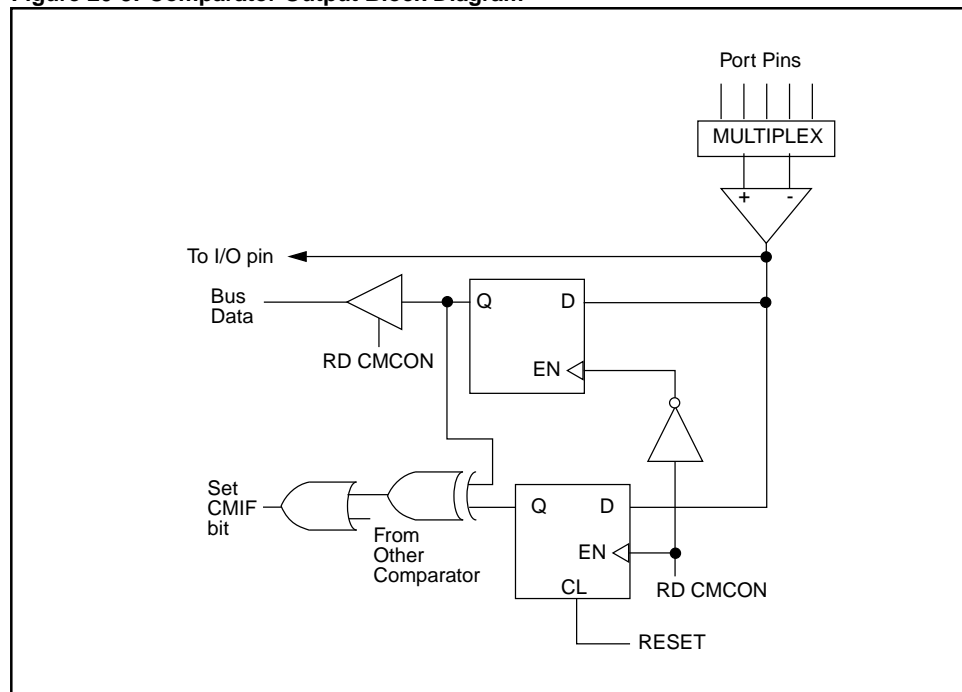 Port Pins
MULTIPLEX
+ -
To I/O pin
Bus
Data
Q D
EN
RD CMCON
Set
CMIF
bit
From
Other
Comparator
Q D
EN
CL
RD CMCON
RESET